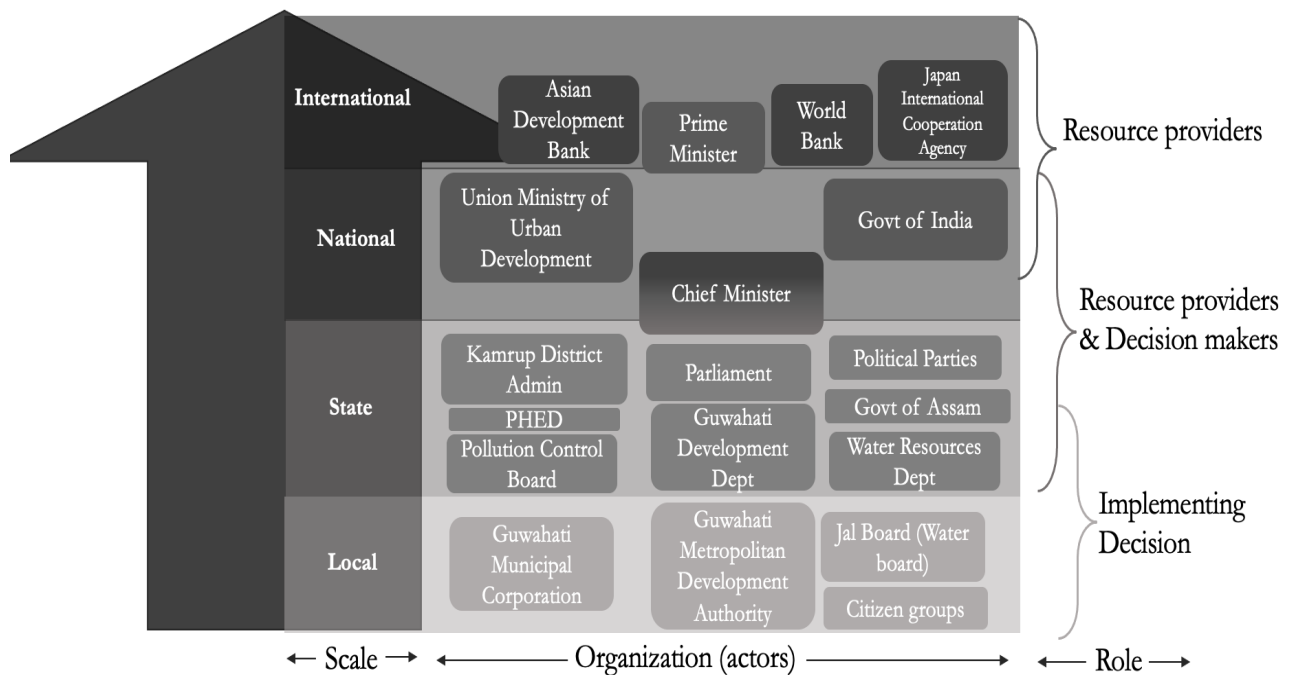 International
Asian
Development
Bank
Prime
Minister
World
Bank
Japan
International
Cooperation
Agency
Resource providers
National
Union Ministry of
Urban
Development
Chief Minister
Govt of India
Resource providers
& Decision makers
State
Kamrup District
Admin
PHED
Pollution Control
Board
Parliament
Guwahati
Development
Dept
Political Parties
Govt of Assam
Water Resources
Dept
Implementing
Decision
Local
Guwahati
Municipal
Corporation
Guwahati
Metropolitan
Development
Authority
Jal Board (Water
board)
Citizen groups
Scale
Organization (actors)
Role